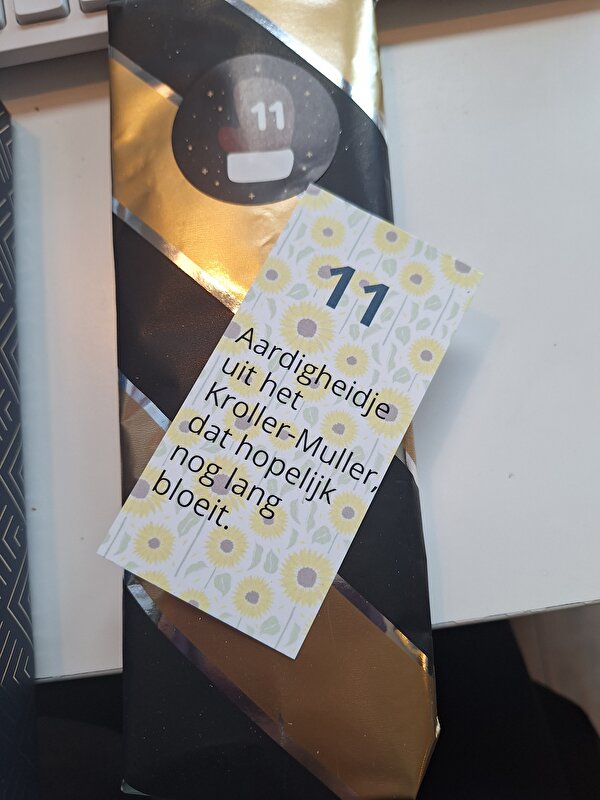 11
11
Aardigheidje
uit het
Kroller-Muller,
dat hopelijk
nog lang
bloeit.